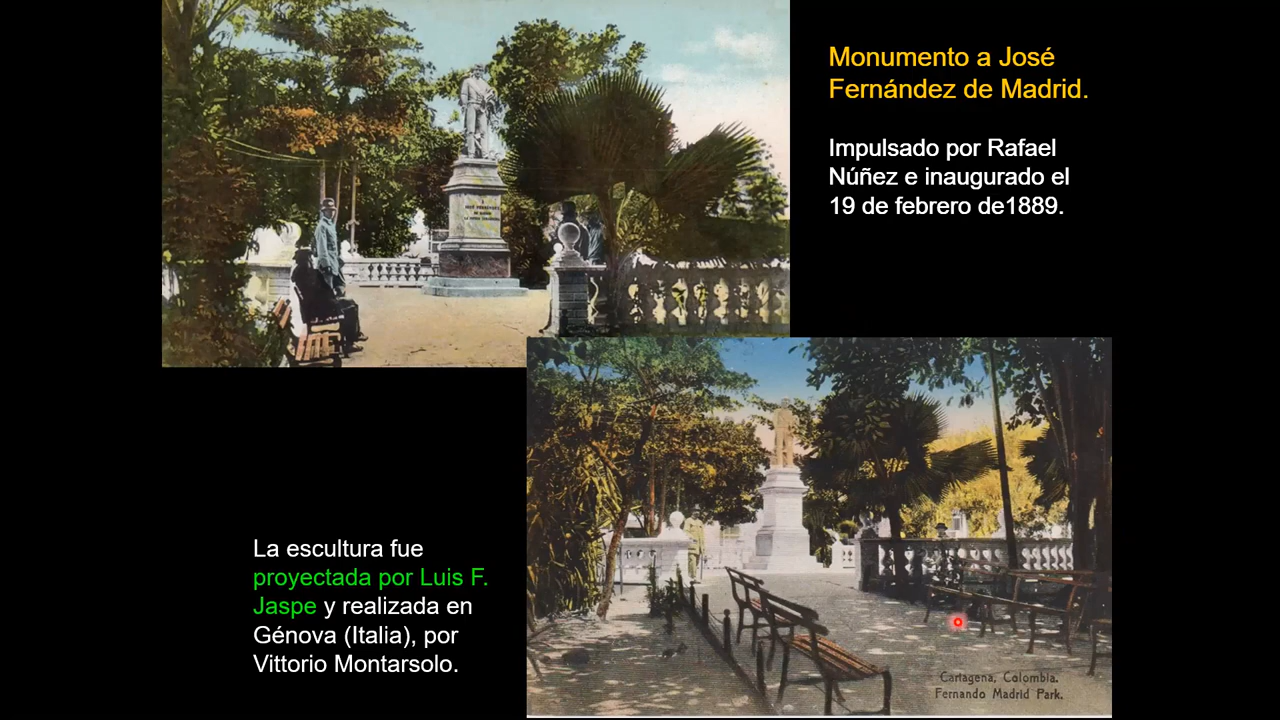 Monumento a José
Fernández de Madrid.
Impulsado por Rafael
Núñez e inaugurado el
19 de febrero de1889.
La escultura fue
proyectada por Luis F.
Jaspe y realizada en
Génova (Italia), por
Vittorio Montarsolo.
Cartagena, Colombia.
Fernando Madrid Park.